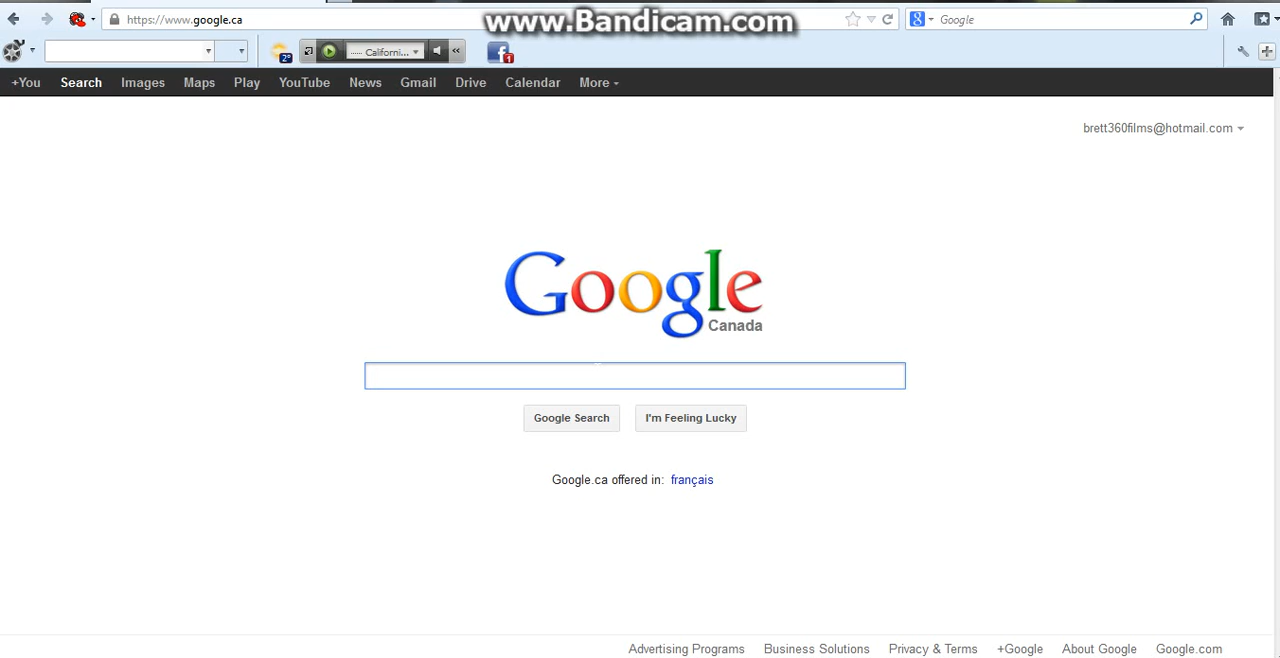 www.Bandicam.com
https://www.google.ca
Google
..... Californi...
2°
1
+You Search Images Maps Play YouTube News Gmail Drive Calendar More
brett360films@hotmail.com
Google
Canada
Google Search I'm Feeling Lucky
Google.ca offered in: français
Advertising Programs Business Solutions Privacy & Terms +Google About Google Google.com